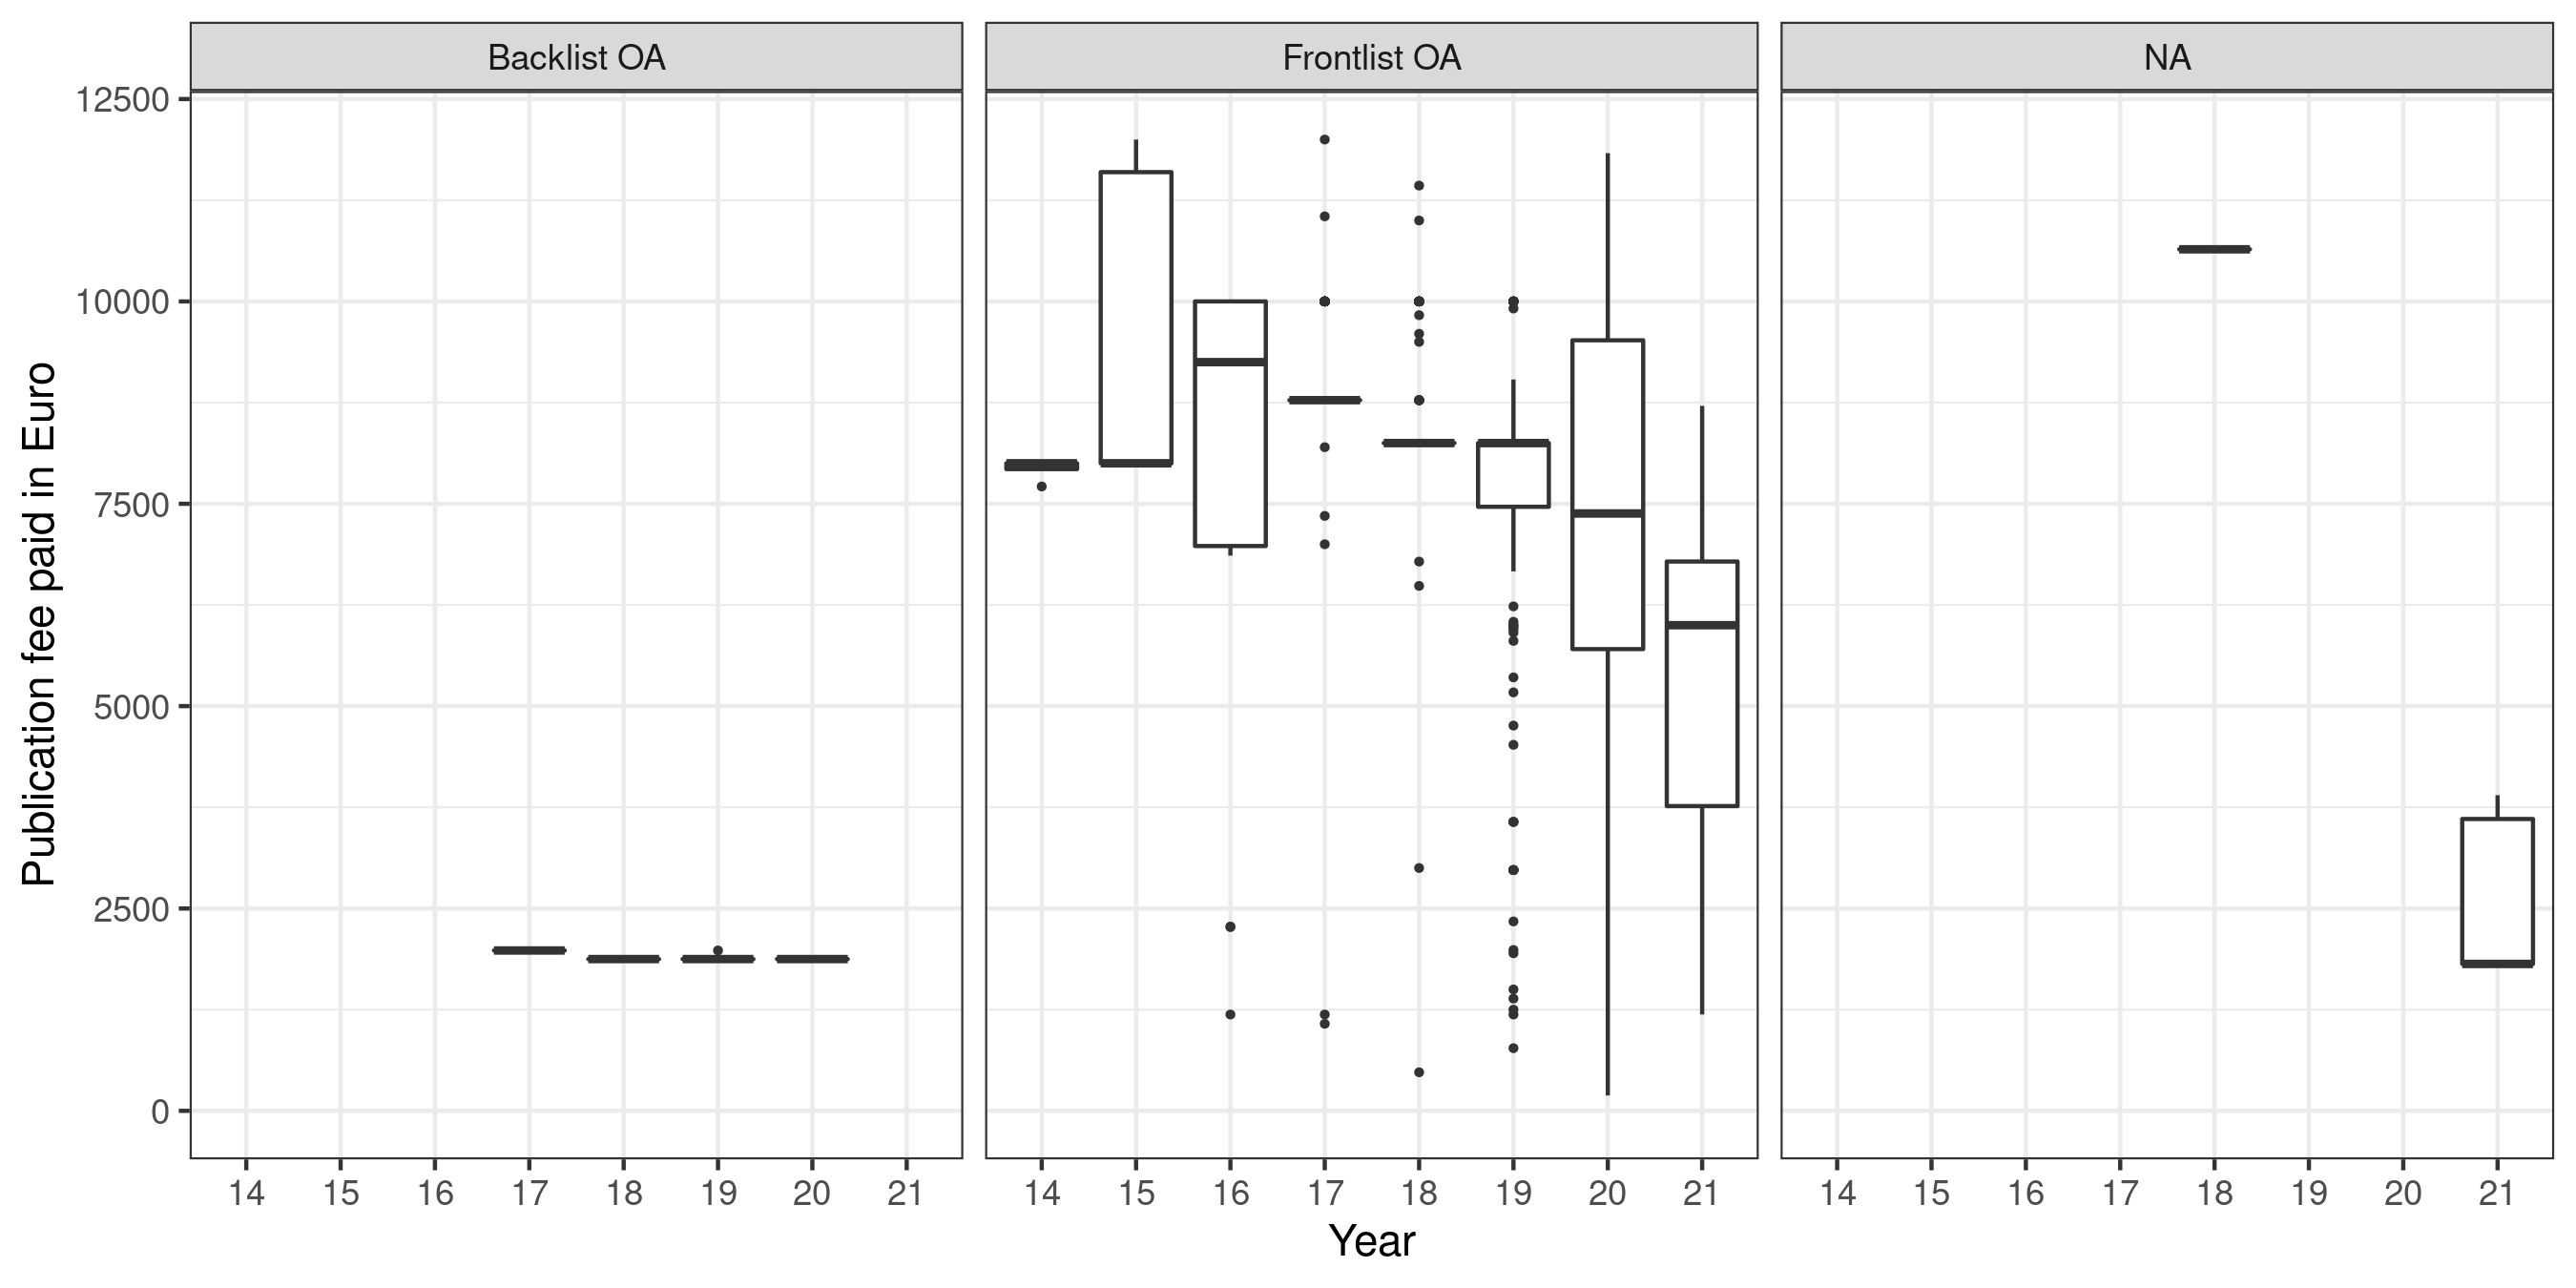 Backlist OA Frontlist OA NA
12500
10000
7500
5000
2500
0
Publication fee paid in Euro
14 15 16 17 18 19 20 21 14 15 16 17 18 19 20 21 14 15 16 17 18 19 20 21
Year